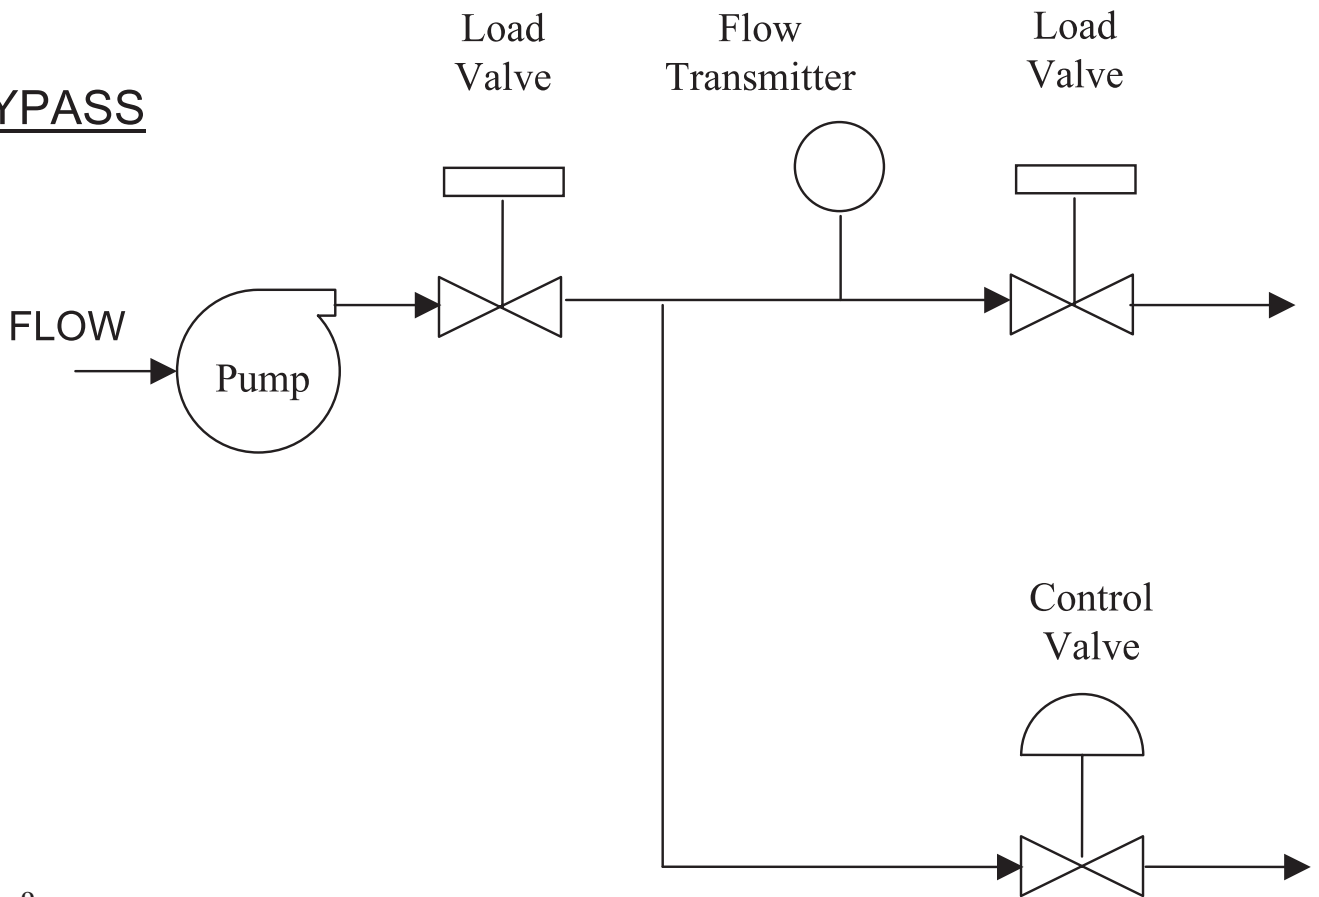 Load
Valve
Flow
Transmitter
Load
Valve
YPASS
FLOW
Pump
Control
Valve